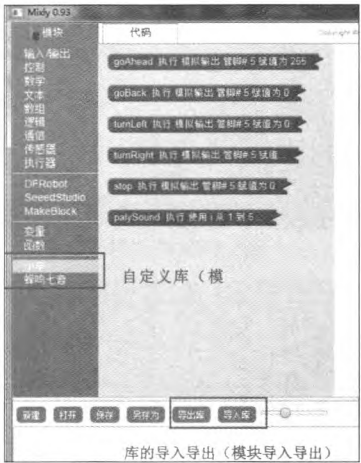 Mixly 0.93
模块
代码
输入/输出
控制
数学
文本
数组
逻辑
通信
传感器
执行器
DFRobot
SeeedStudio
MakeBlock
变量
函数
小车
蜂鸣七音
goAhead 执行 模拟输出 管脚# 5 赋值为 255
goBack 执行 模拟输出 管脚# 5 赋值为 0
turnLeft 执行 模拟输出 管脚# 5 赋值为 0
turnRight 执行 模拟输出 管脚# 5 赋值
stop 执行 模拟输出 管脚# 5 赋值为 0
palySound 执行 使用 i 从 1 到 5
自定义库（模
新建 打开 保存 另存为 导出库 导入库
库的导入导出（模块导入导出）